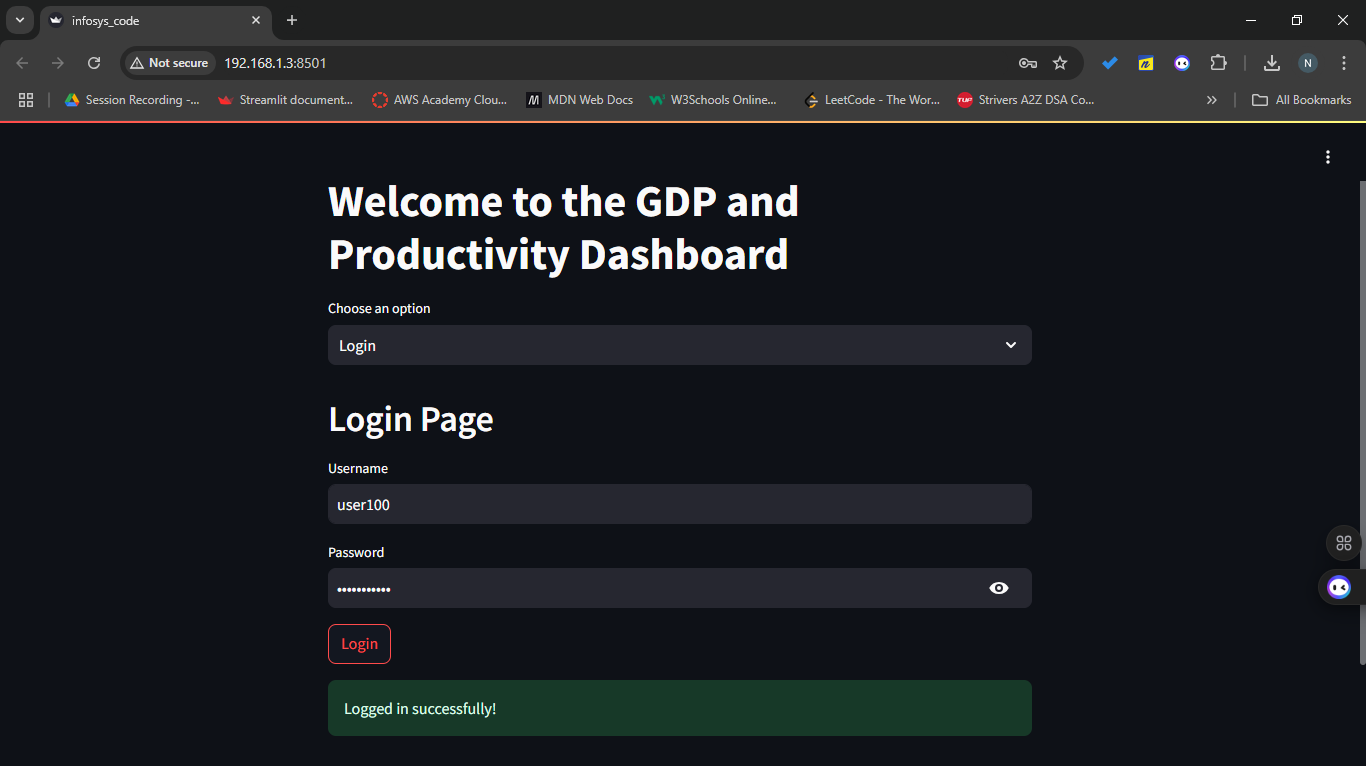 infosys_code
Not secure
192.168.1.3:8501
N
Session Recording -...
Streamlit document...
AWS Academy Clou...
MDN Web Docs
W3Schools Online...
LeetCode - The Wor...
TUF
Strivers A2Z DSA Co...
All Bookmarks
Welcome to the GDP and
Productivity Dashboard
Choose an option
Login
Login Page
Username
user100
Password
•••••••••••
Login
Logged in successfully!